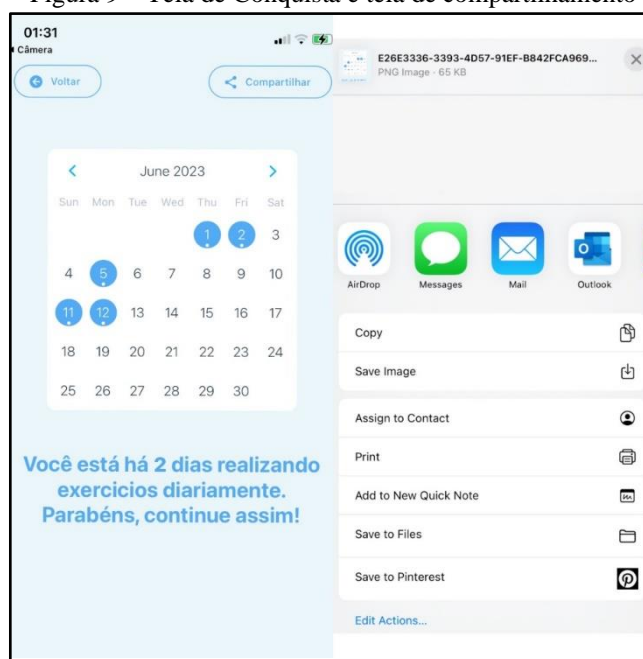 Figura 9 – Tela de Conquista e tela de compartilhamento
01:31
Câmera
Voltar
Compartilhar
June 2023
Sun Mon Tue Wed Thu Fri Sat
1 2 3
4 5 6 7 8 9 10
11 12 13 14 15 16 17
18 19 20 21 22 23 24
25 26 27 28 29 30
Você está há 2 dias realizando
exercicios diariamente.
Parabéns, continue assim!
E26E3336-3393-4D57-91EF-B842FCA969...
PNG Image · 65 KB
AirDrop Messages Mail Outlook
Copy
Save Image
Assign to Contact
Print
Add to New Quick Note
Save to Files
Save to Pinterest
Edit Actions...